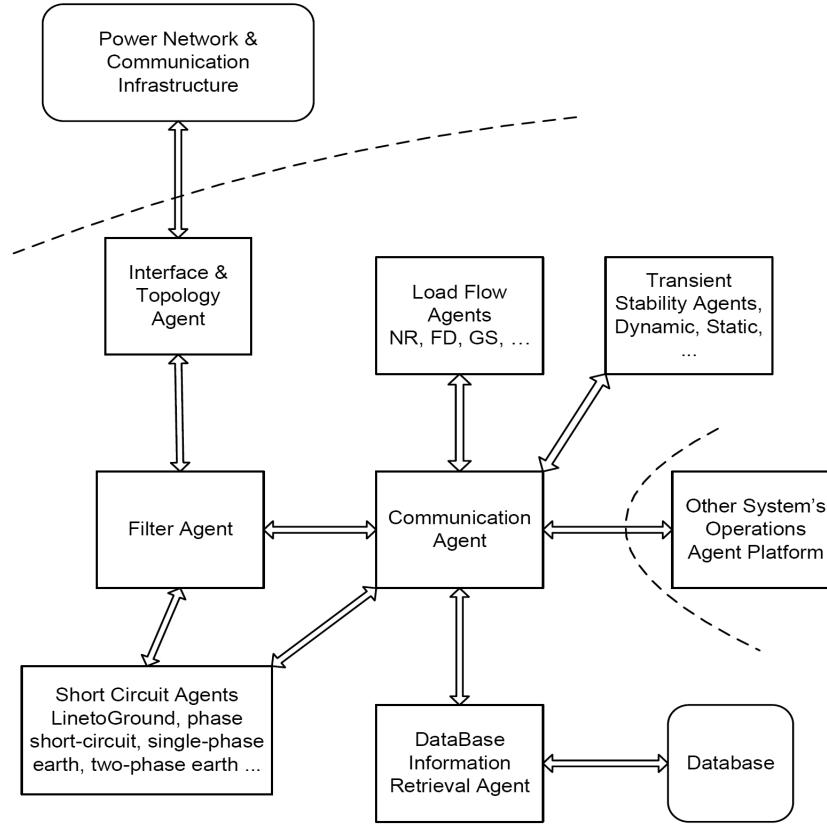 Power Network &
Communication
Infrastructure
Interface &
Topology
Agent
Load Flow
Agents
NR, FD, GS, …
Transient
Stability Agents,
Dynamic, Static,
...
Filter Agent
Communication
Agent
Other System’s
Operations
Agent Platform
Short Circuit Agents
LinetoGround, phase
short-circuit, single-phase
earth, two-phase earth ...
DataBase
Information
Retrieval Agent
Database